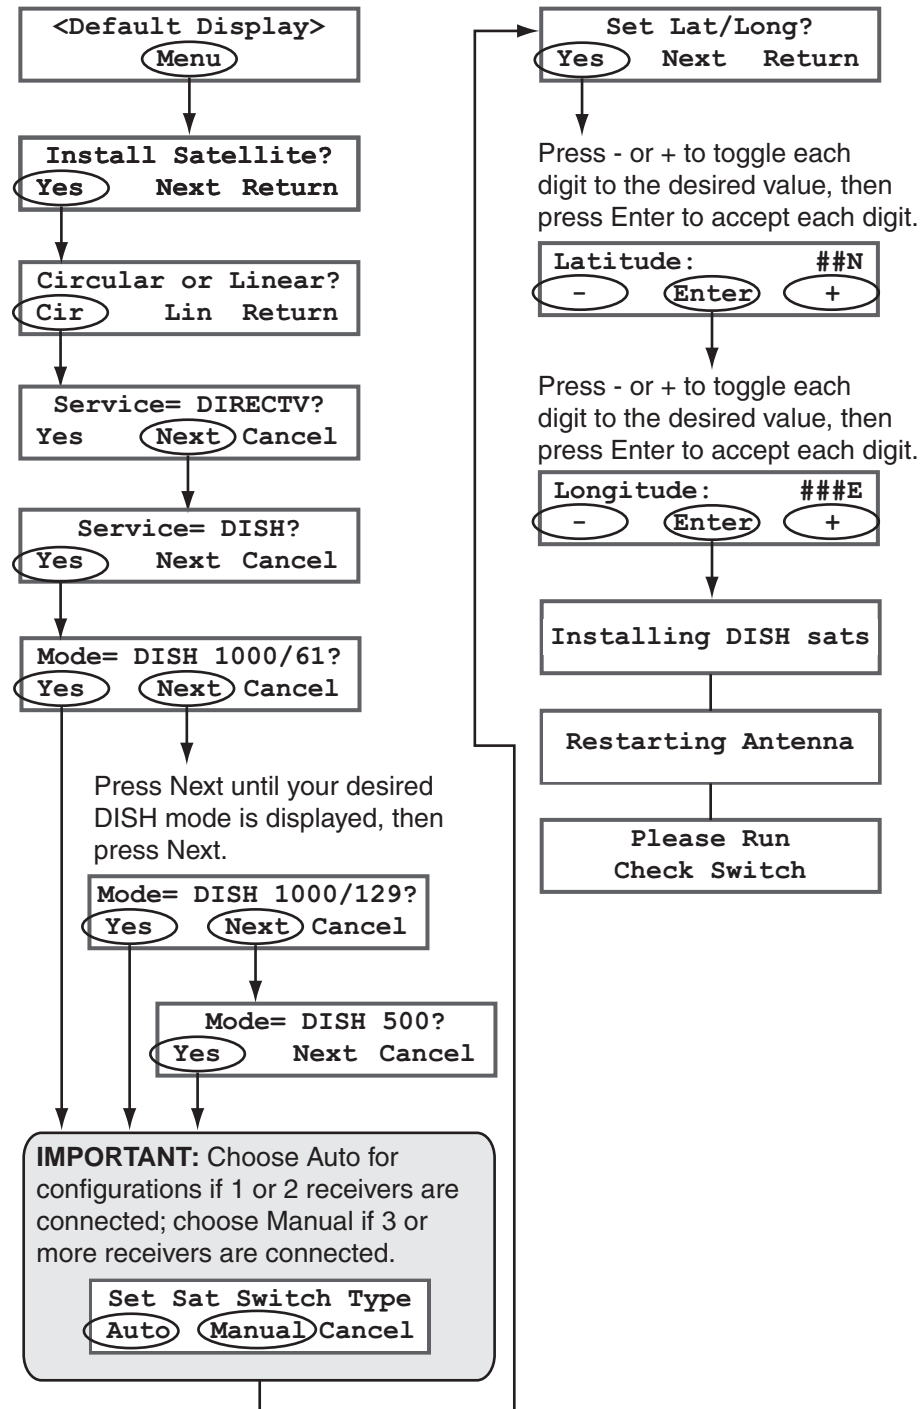 <Default Display>
Menu
Install Satellite?
Yes Next Return
Circular or Linear?
Cir Lin Return
Service= DIRECTV?
Yes Next Cancel
Service= DISH?
Yes Next Cancel
Mode= DISH 1000/61?
Yes Next Cancel
Press Next until your desired
DISH mode is displayed, then
press Next.
Mode= DISH 1000/129?
Yes Next Cancel
Mode= DISH 500?
Yes Next Cancel
IMPORTANT: Choose Auto for
configurations if 1 or 2 receivers are
connected; choose Manual if 3 or
more receivers are connected.
Set Sat Switch Type
Auto Manual Cancel
Set Lat/Long?
Yes Next Return
Press - or + to toggle each
digit to the desired value, then
press Enter to accept each digit.
Latitude: ##N
- Enter +
Press - or + to toggle each
digit to the desired value, then
press Enter to accept each digit.
Longitude: ###E
- Enter +
Installing DISH sats
Restarting Antenna
Please Run
Check Switch